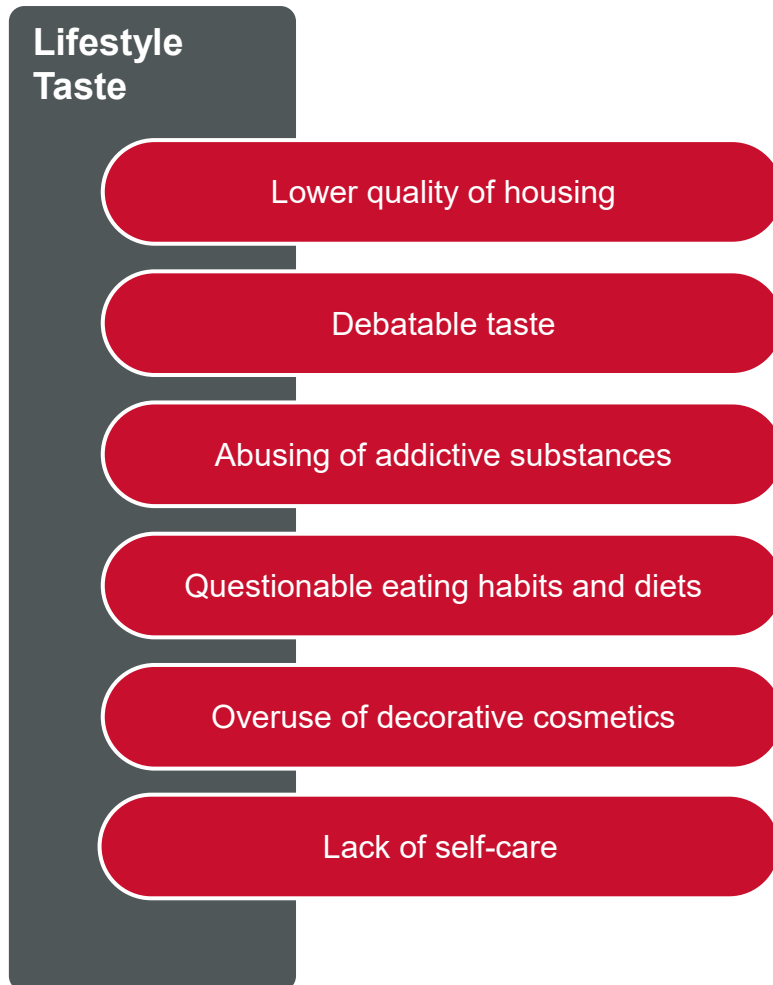 Lifestyle
Taste
Lower quality of housing
Debatable taste
Abusing of addictive substances
Questionable eating habits and diets
Overuse of decorative cosmetics
Lack of self-care